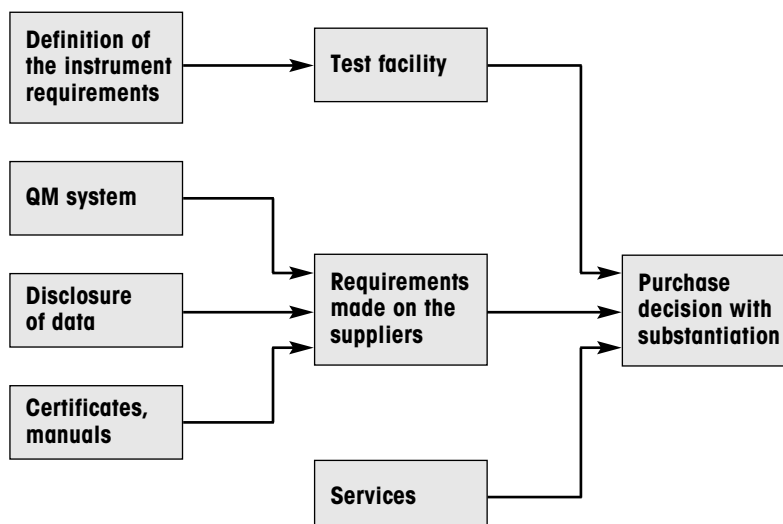 Definition of
the instrument
requirements
Test facility
QM system
Disclosure
of data
Requirements
made on the
suppliers
Purchase
decision with
substantiation
Certificates,
manuals
Services